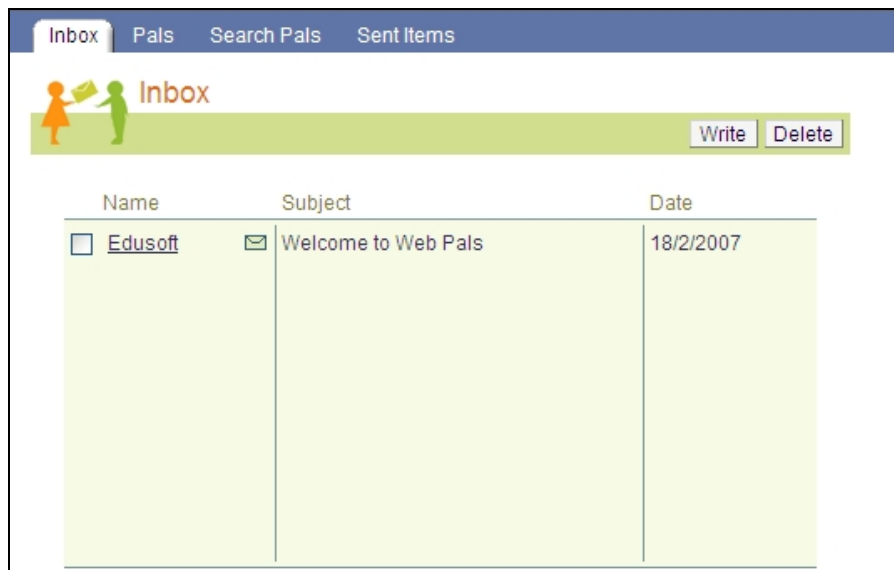 Inbox Pals Search Pals Sent Items
Inbox
Write Delete
Name Subject Date
Edusoft Welcome to Web Pals 18/2/2007